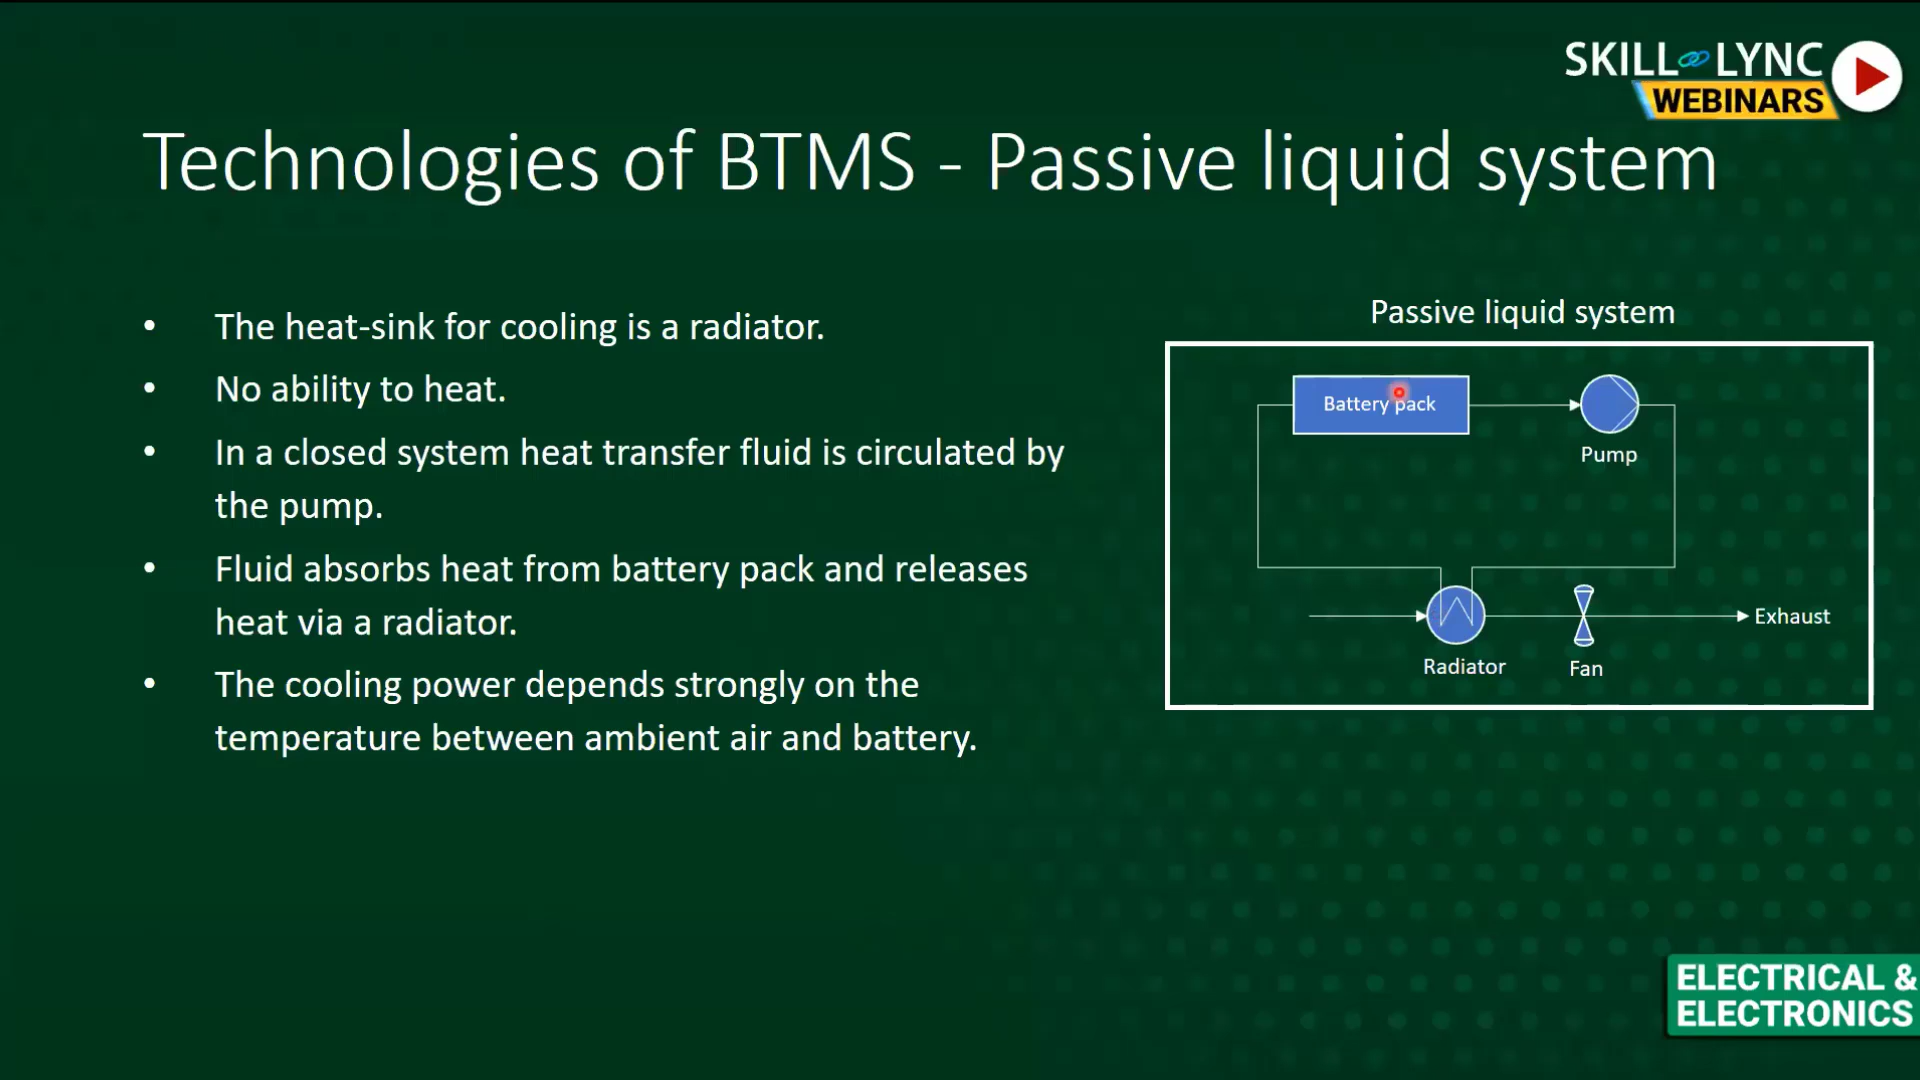 SKILL LYNC
WEBINARS
Technologies of BTMS - Passive liquid system
• The heat-sink for cooling is a radiator.
• No ability to heat.
• In a closed system heat transfer fluid is circulated by
the pump.
• Fluid absorbs heat from battery pack and releases
heat via a radiator.
• The cooling power depends strongly on the
temperature between ambient air and battery.
Passive liquid system
Battery pack
Pump
Exhaust
Radiator
Fan
ELECTRICAL &
ELECTRONICS